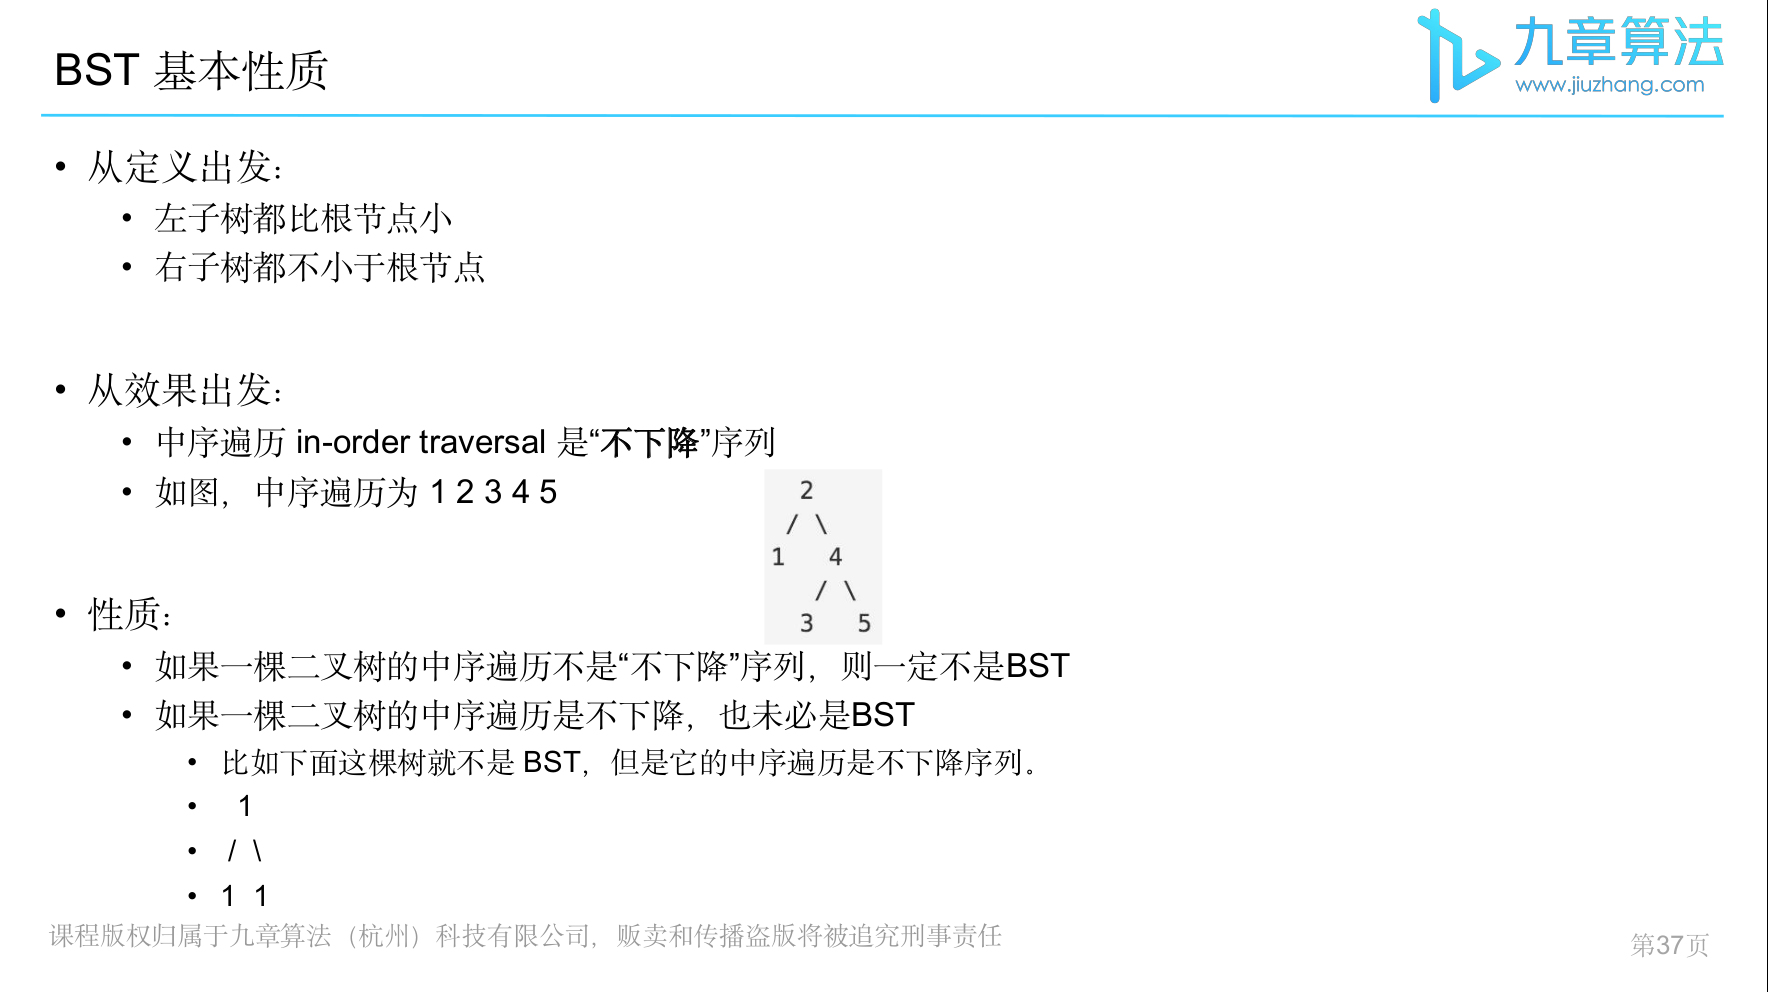 BST 基本性质
九章算法
www.jiuzhang.com
• 从定义出发：
• 左子树都比根节点小
• 右子树都不小于根节点
• 从效果出发：
• 中序遍历 in-order traversal 是“不下降”序列
• 如图，中序遍历为 1 2 3 4 5
2
/ \
1 4
/ \
3 5
• 性质：
• 如果一棵二叉树的中序遍历不是“不下降”序列，则一定不是BST
• 如果一棵二叉树的中序遍历是不下降，也未必是BST
• 比如下面这棵树就不是 BST，但是它的中序遍历是不下降序列。
• 1
• / \
• 1 1
课程版权归属于九章算法（杭州）科技有限公司，贩卖和传播盗版将被追究刑事责任
第37页